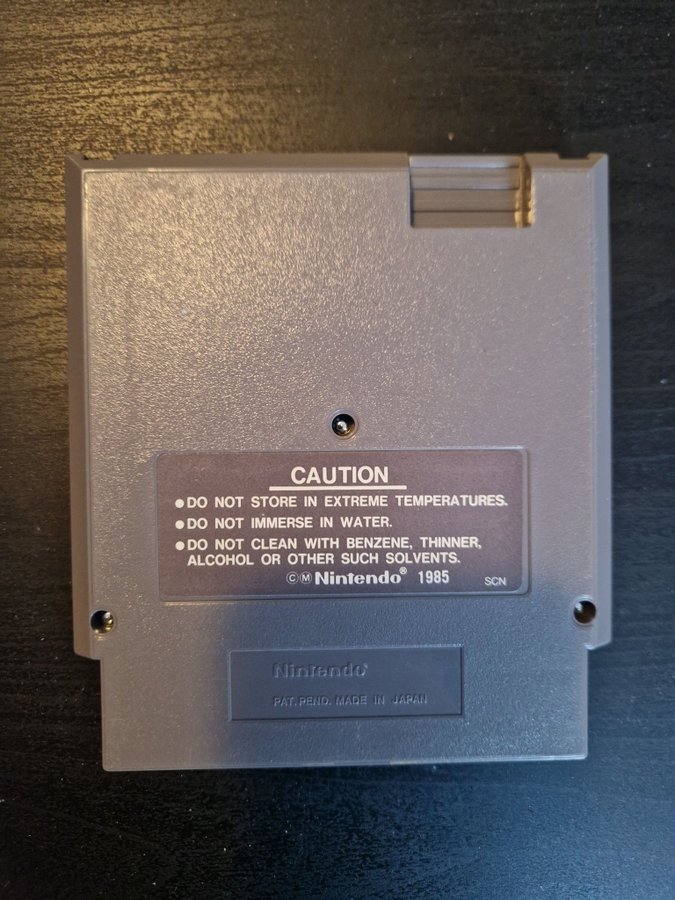 CAUTION
●DO NOT STORE IN EXTREME TEMPERATURES.
●DO NOT IMMERSE IN WATER.
●DO NOT CLEAN WITH BENZENE, THINNER,
ALCOHOL OR OTHER SUCH SOLVENTS.
©Ⓜ Nintendo® 1985 SCN
Nintendo®
PAT. PEND. MADE IN JAPAN